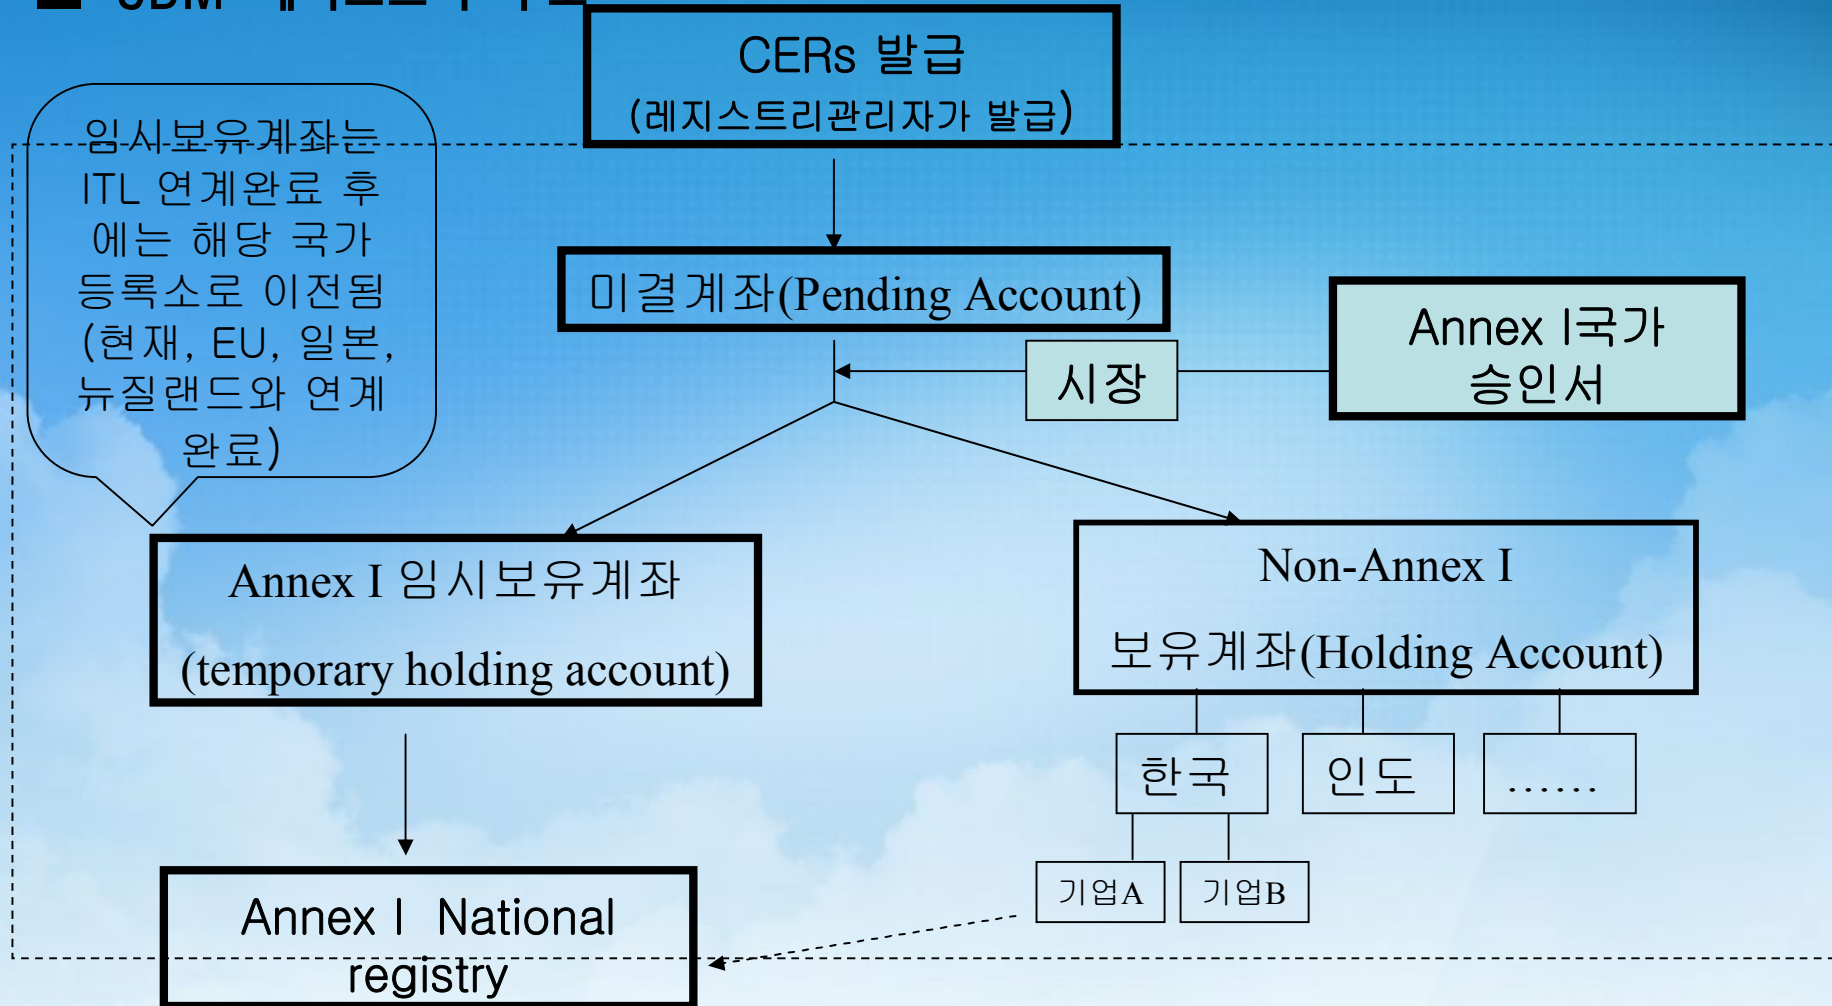 CERs 발급
(레지스트리관리자가 발급)
임시보유계좌는
ITL 연계완료 후
에는 해당 국가
등록소로 이전됨
(현재, EU, 일본,
뉴질랜드와 연계
완료)
미결계좌(Pending Account)
Annex I국가
승인서
시장
Annex I 임시보유계좌
(temporary holding account)
Non-Annex I
보유계좌(Holding Account)
한국
인도
......
기업A
기업B
Annex I National
registry